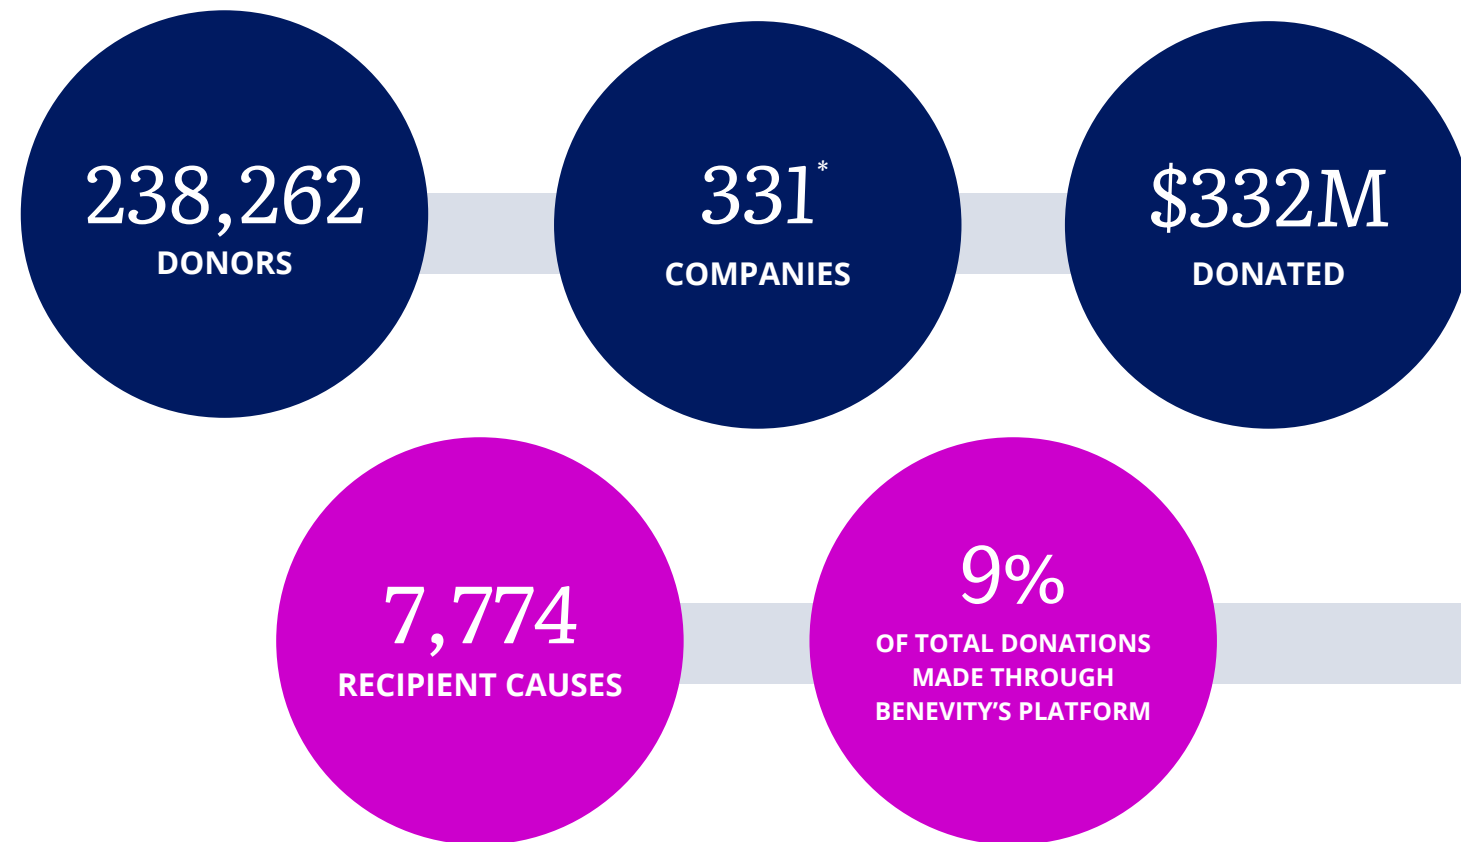 238,262
DONORS
331*
COMPANIES
$332M
DONATED
7,774
RECIPIENT CAUSES
9%
OF TOTAL DONATIONS
MADE THROUGH
BENEVITY’S PLATFORM